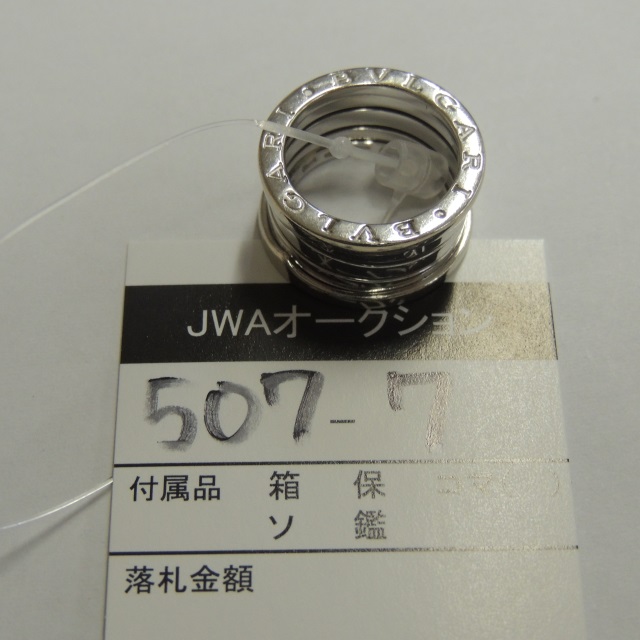 BVLGARI • BVLGARI •
JWAオークション
507-7
付属品 箱 保
ソ 鑑
落札金額